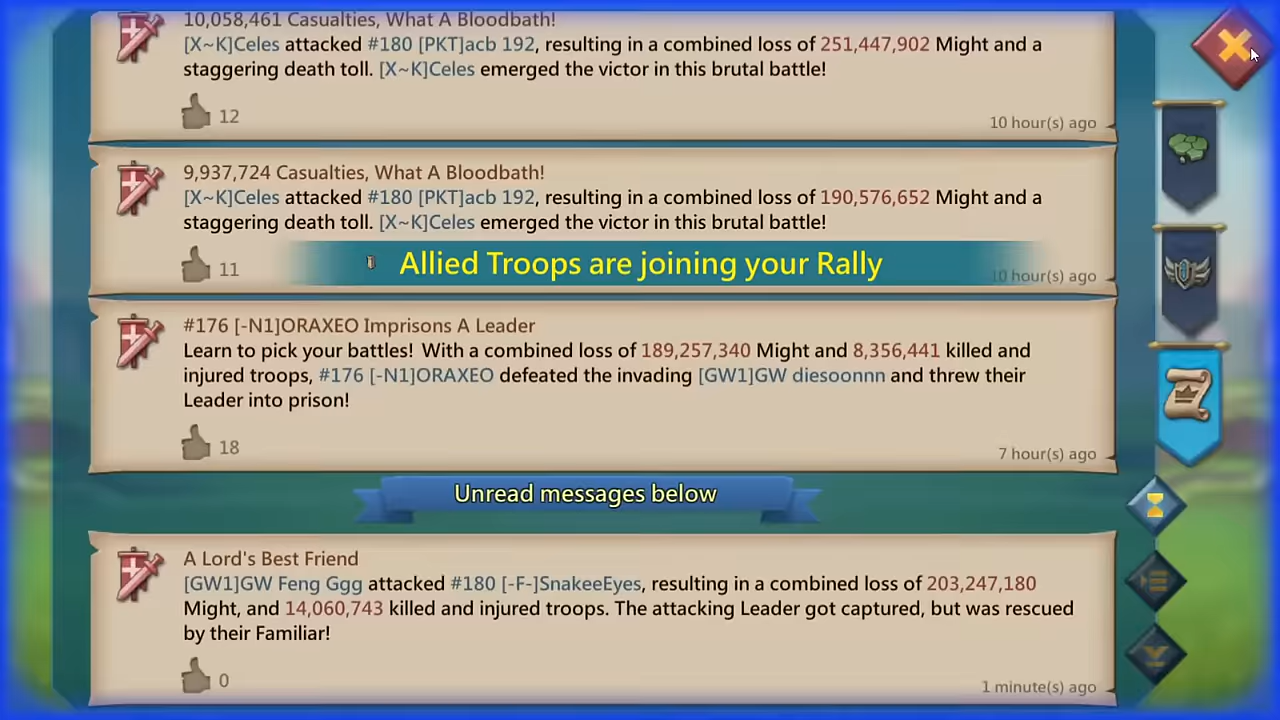 10,058,461 Casualties, What A Bloodbath!
[X~K]Celes attacked #180 [PKT]acb 192, resulting in a combined loss of 251,447,902 Might and a
staggering death toll. [X~K]Celes emerged the victor in this brutal battle!
12
10 hour(s) ago
9,937,724 Casualties, What A Bloodbath!
[X~K]Celes attacked #180 [PKT]acb 192, resulting in a combined loss of 190,576,652 Might and a
staggering death toll. [X~K]Celes emerged the victor in this brutal battle!
Allied Troops are joining your Rally
11
10 hour(s) ago
#176 [-N1]ORAXEO Imprisons A Leader
Learn to pick your battles! With a combined loss of 189,257,340 Might and 8,356,441 killed and
injured troops, #176 [-N1]ORAXEO defeated the invading [GW1]GW diesoonnn and threw their
Leader into prison!
18
7 hour(s) ago
Unread messages below
A Lord's Best Friend
[GW1]GW Feng Ggg attacked #180 [-F-]SnakeeEyes, resulting in a combined loss of 203,247,180
Might, and 14,060,743 killed and injured troops. The attacking Leader got captured, but was rescued
by their Familiar!
0
1 minute(s) ago